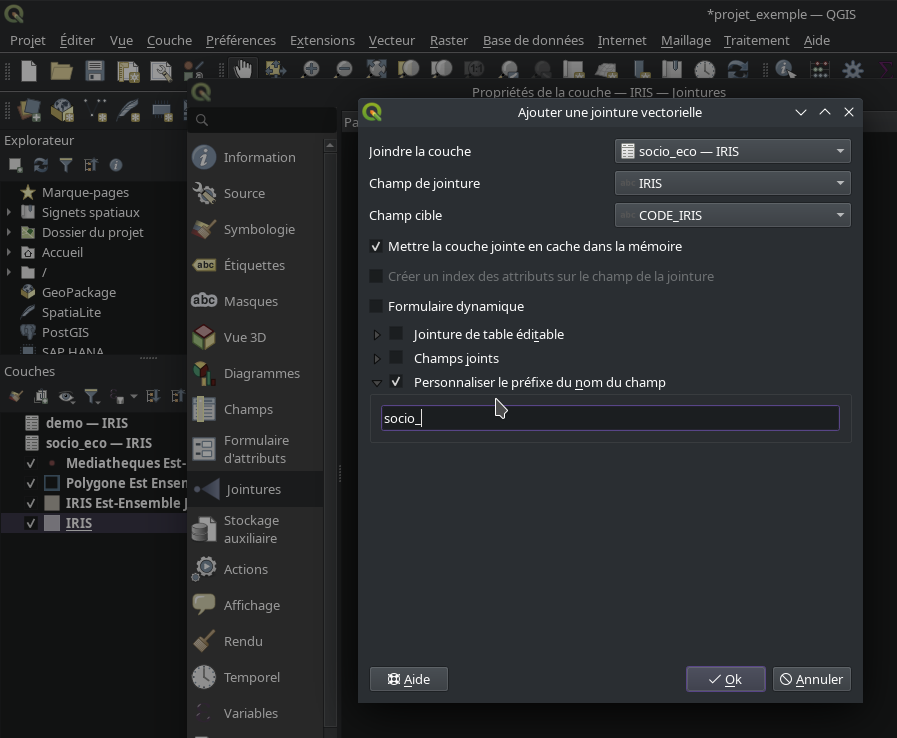 *projet_exemple — QGIS
Projet Éditer Vue Couche Préférences Extensions Vecteur Raster Base de données Internet Maillage Traitement Aide
Propriétés de la couche — IRIS — Jointures
Explorateur
Marque-pages
Signets spatiaux
Dossier du projet
Accueil
/
GeoPackage
SpatiaLite
PostGIS
SAP HANA
Couches
demo — IRIS
socio_eco — IRIS
Mediatheques Est-
Polygone Est Ensem
IRIS Est-Ensemble J
IRIS
Information
Source
Symbologie
abc Étiquettes
abc Masques
Vue 3D
Diagrammes
Champs
Formulaire
d'attributs
Jointures
Stockage
auxiliaire
Actions
Affichage
Rendu
Temporel
Variables
Pa
Ajouter une jointure vectorielle
Joindre la couche socio_eco — IRIS
Champ de jointure abc IRIS
Champ cible abc CODE_IRIS
Mettre la couche jointe en cache dans la mémoire
Créer un index des attributs sur le champ de la jointure
Formulaire dynamique
Jointure de table éditable
Champs joints
Personnaliser le préfixe du nom du champ
socio_
Aide Ok Annuler